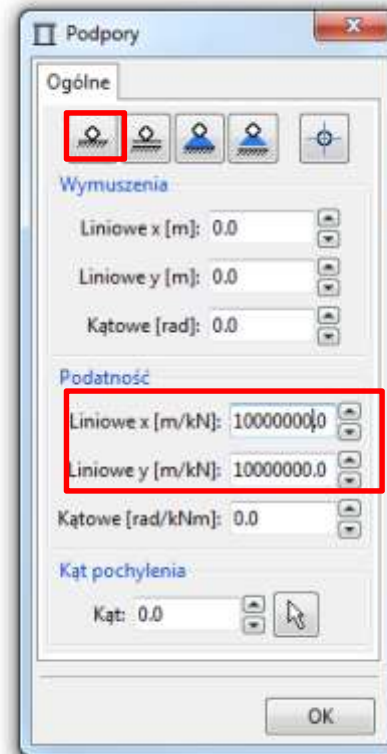 Podpory
Ogólne
Wymuszenia
Liniowe x [m]: 0.0
Liniowe y [m]: 0.0
Kątowe [rad]: 0.0
Podatność
Liniowe x [m/kN]: 10000000.0
Liniowe y [m/kN]: 10000000.0
Kątowe [rad/kNm]: 0.0
Kąt pochylenia
Kąt: 0.0
OK